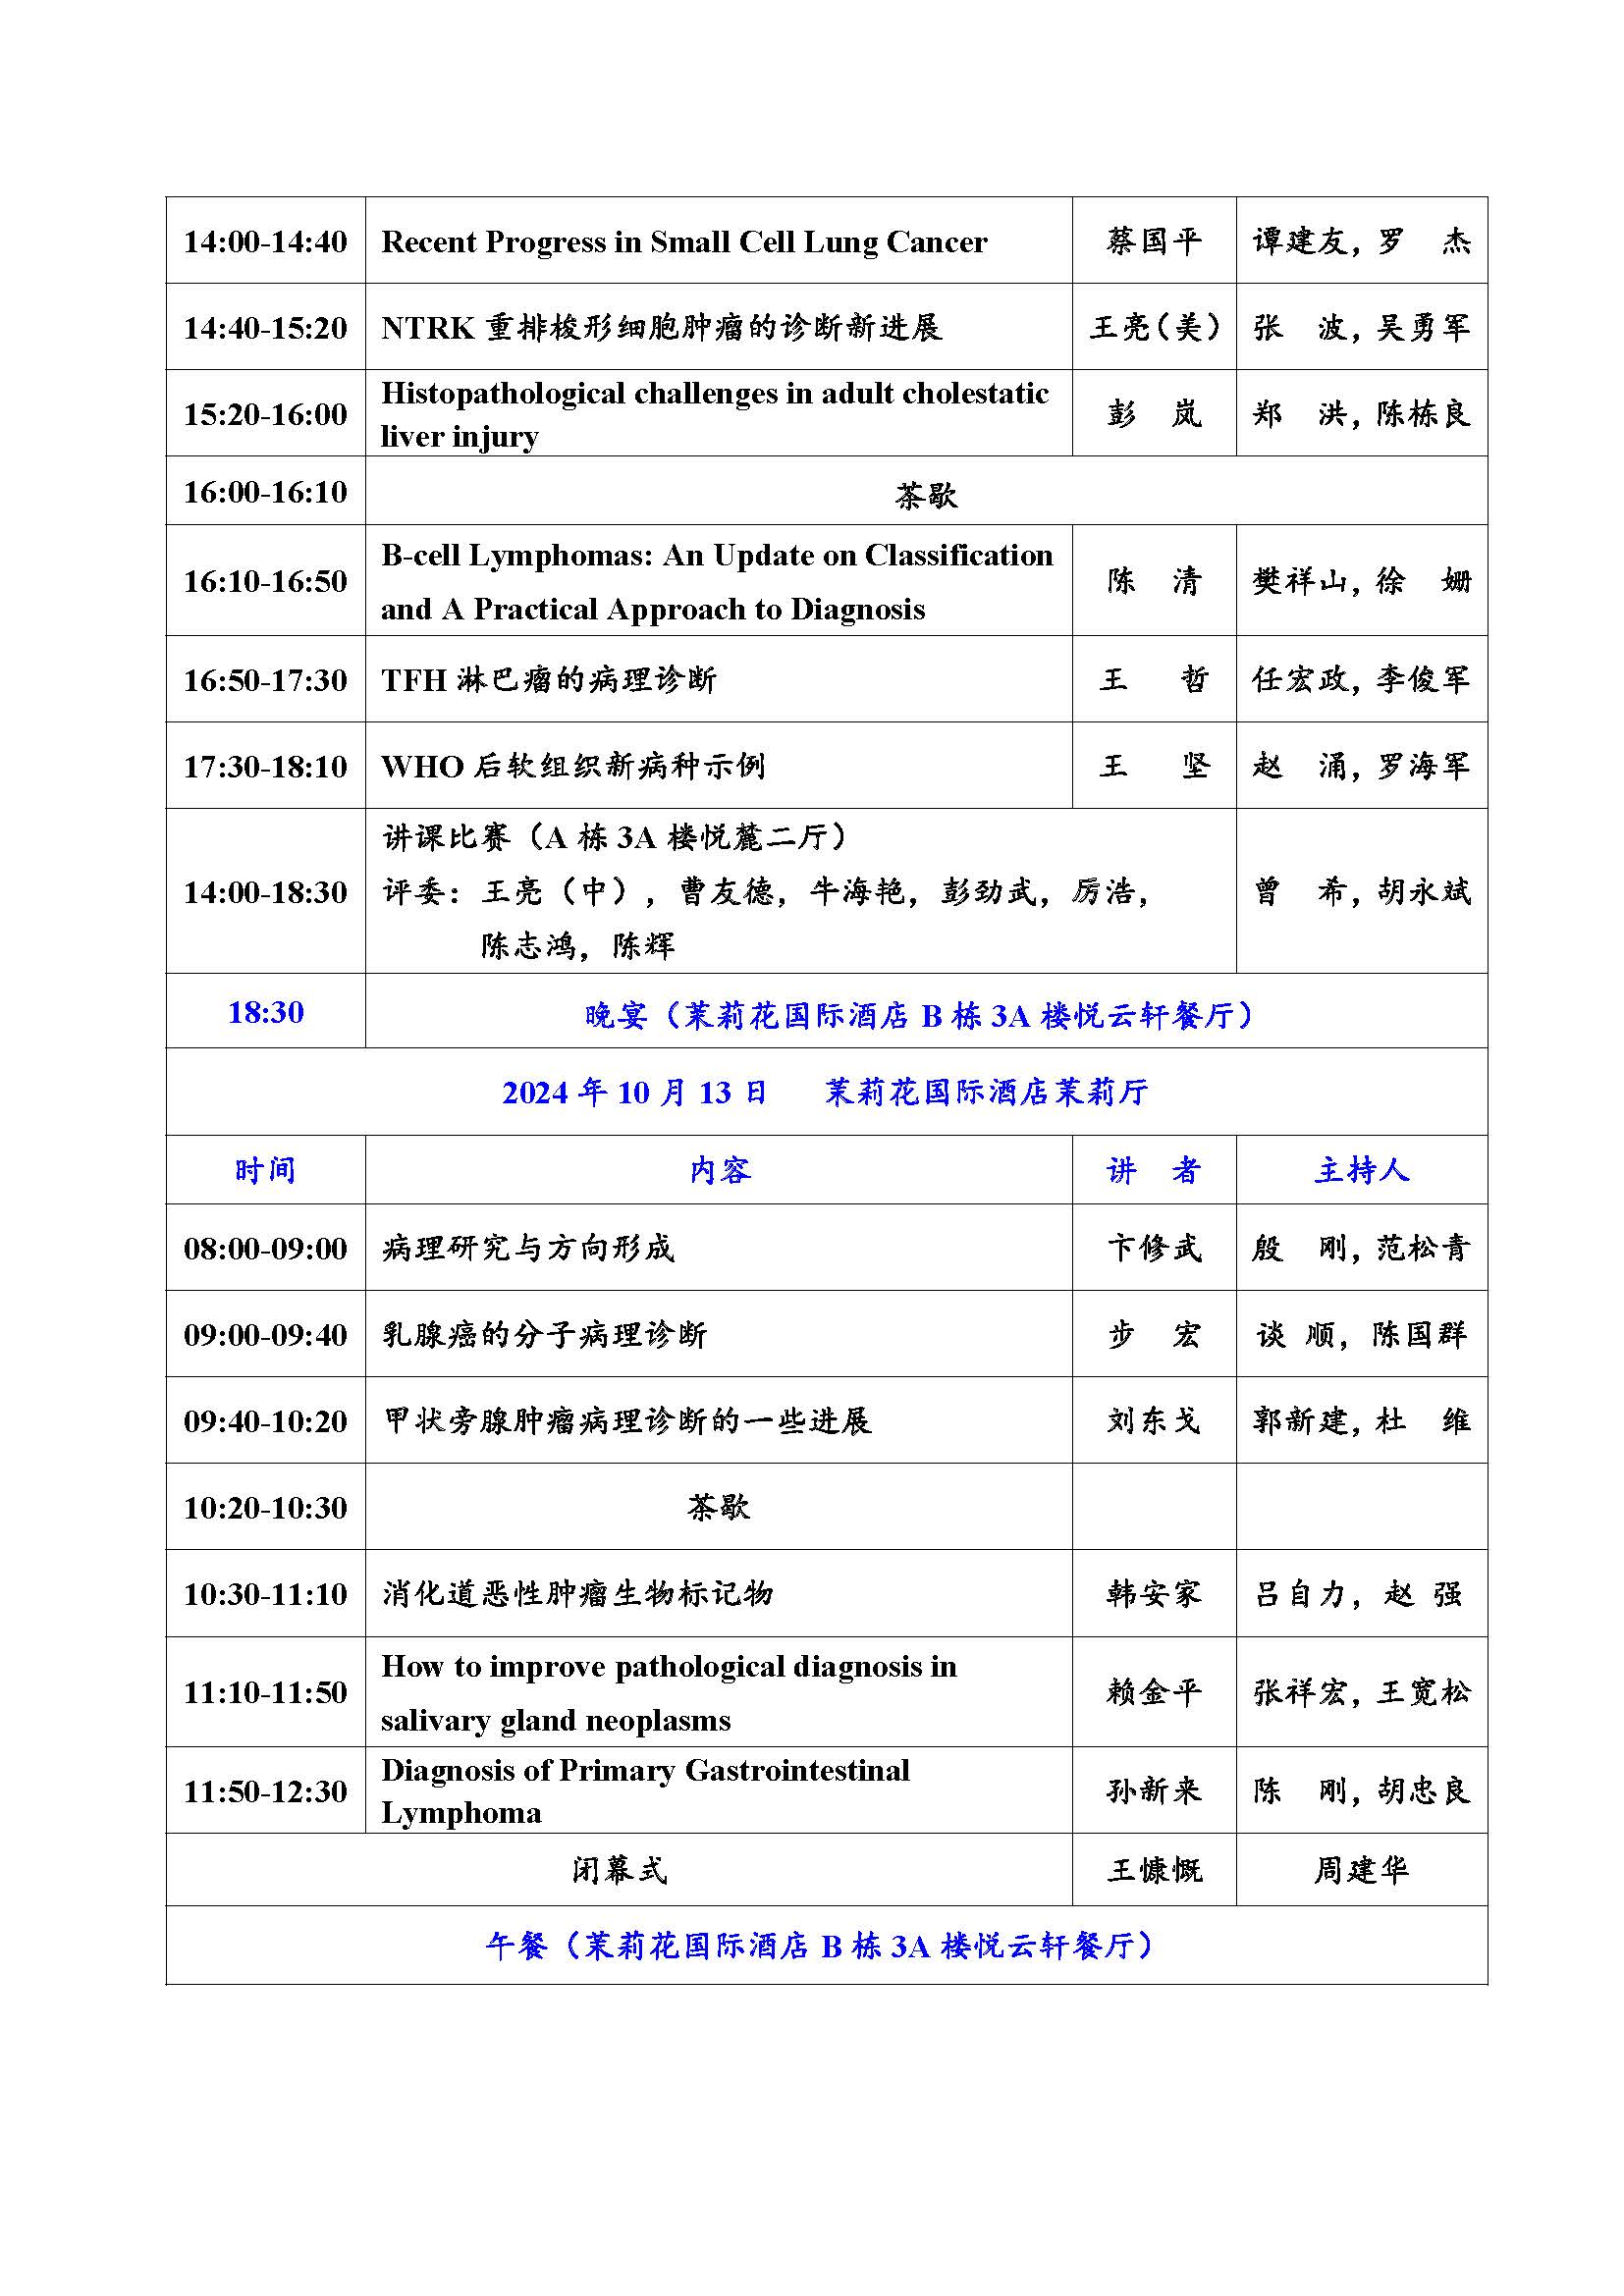 14:00-14:40 Recent Progress in Small Cell Lung Cancer 蔡国平 谭建友，罗 杰
14:40-15:20 NTRK 重排梭形细胞肿瘤的诊断新进展 王亮（美） 张 波，吴勇军
15:20-16:00 Histopathological challenges in adult cholestatic
liver injury 彭 岚 郑 洪，陈栋良
16:00-16:10 茶歇
16:10-16:50 B-cell Lymphomas: An Update on Classification
and A Practical Approach to Diagnosis 陈 清 樊祥山，徐 姗
16:50-17:30 TFH 淋巴瘤的病理诊断 王 哲 任宏政，李俊军
17:30-18:10 WHO 后软组织新病种示例 王 坚 赵 涌，罗海军
14:00-18:30 讲课比赛（A 栋 3A 楼悦麓二厅）
评委：王亮（中），曹友德，牛海艳，彭劲武，厉浩，
陈志鸿，陈辉 曾 希，胡永斌
18:30 晚宴（茉莉花国际酒店 B 栋 3A 楼悦云轩餐厅）
2024 年 10 月 13 日 茉莉花国际酒店茉莉厅
时间 内容 讲 者 主持人
08:00-09:00 病理研究与方向形成 卞修武 殷 刚，范松青
09:00-09:40 乳腺癌的分子病理诊断 步 宏 谈 顺，陈国群
09:40-10:20 甲状旁腺肿瘤病理诊断的一些进展 刘东戈 郭新建，杜 维
10:20-10:30 茶歇
10:30-11:10 消化道恶性肿瘤生物标记物 韩安家 吕自力，赵 强
11:10-11:50 How to improve pathological diagnosis in
salivary gland neoplasms 赖金平 张祥宏，王宽松
11:50-12:30 Diagnosis of Primary Gastrointestinal
Lymphoma 孙新来 陈 刚，胡忠良
闭幕式 王慷慨 周建华
午餐（茉莉花国际酒店 B 栋 3A 楼悦云轩餐厅）